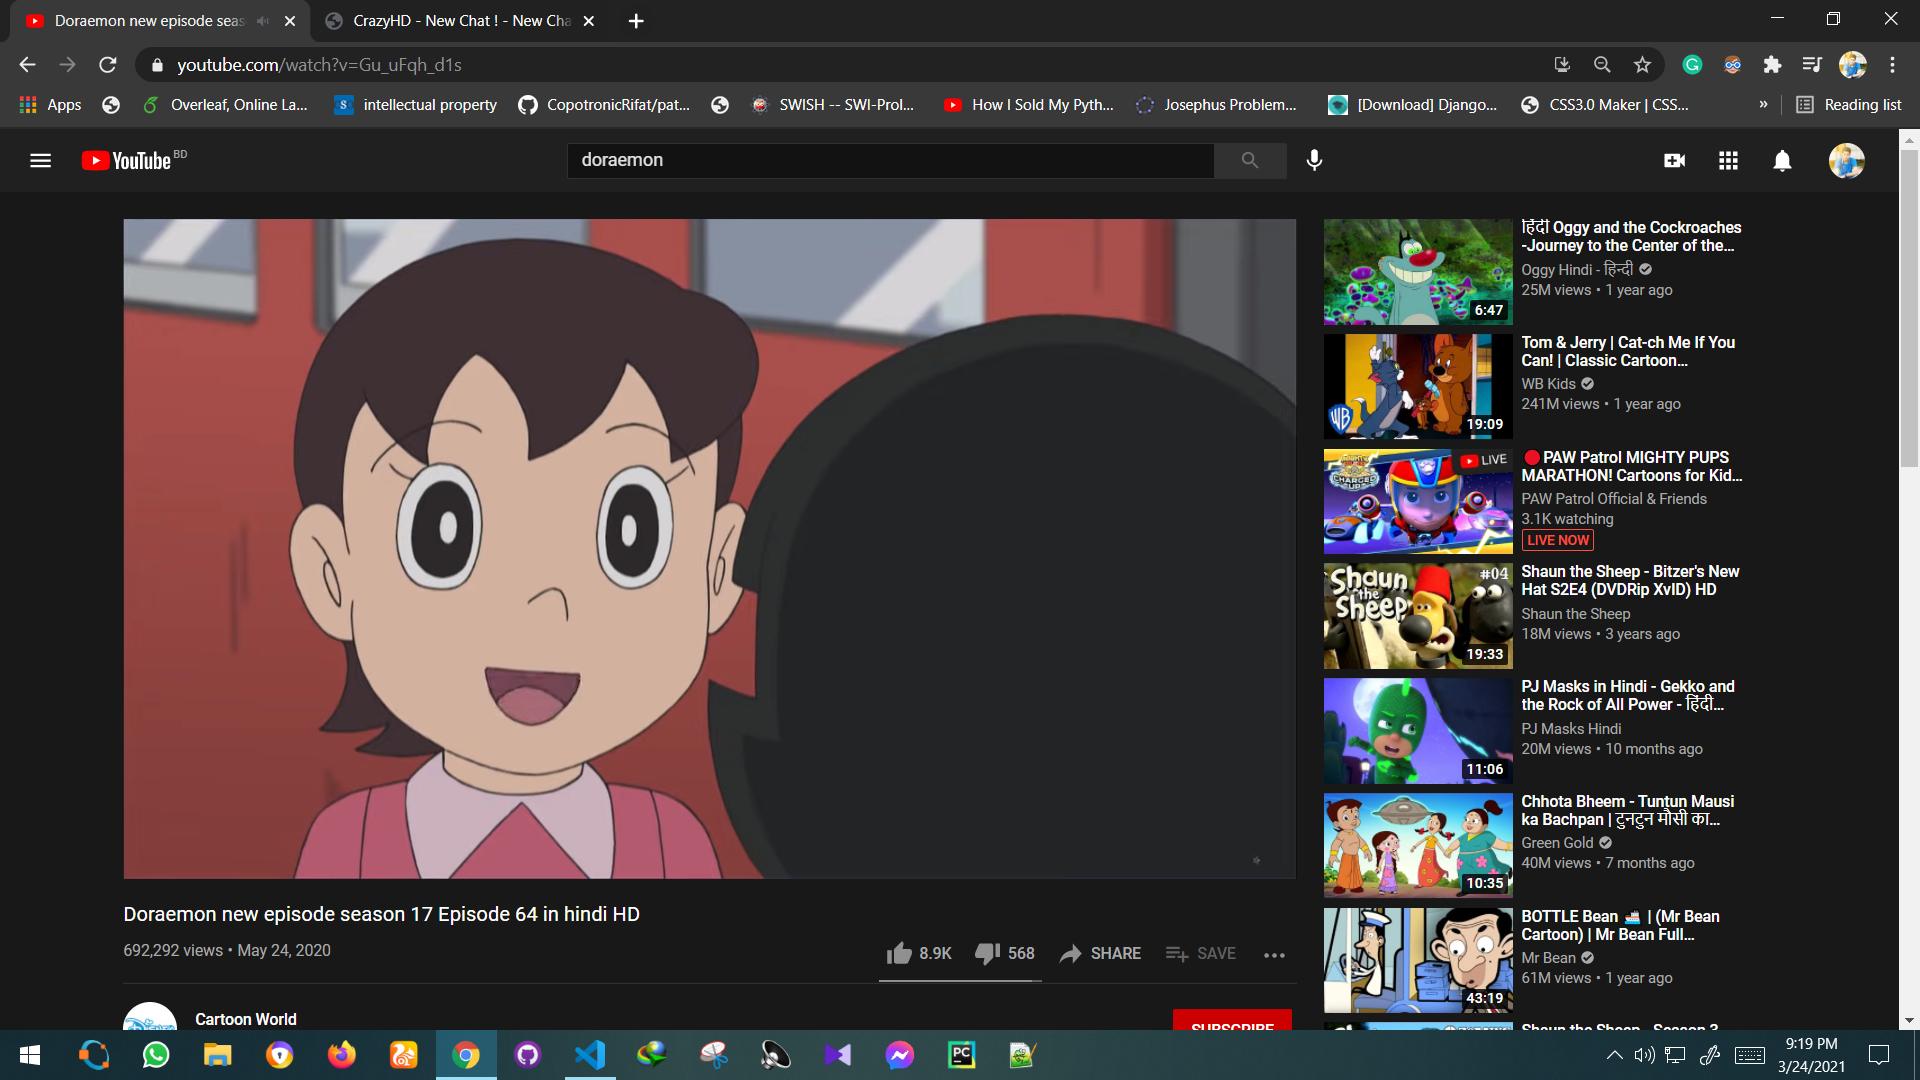 Doraemon new episode seas
CrazyHD - New Chat ! - New Cha
youtube.com/watch?v=Gu_uFqh_d1s
Apps
Overleaf, Online La...
intellectual property
CopotronicRifat/pat...
SWISH -- SWI-Prol...
How I Sold My Pyth...
Josephus Problem...
[Download] Django...
CSS3.0 Maker | CSS...
»
Reading list
YouTube BD
doraemon
हिंदी Oggy and the Cockroaches
-Journey to the Center of the...
Oggy Hindi - हिन्दी
25M views • 1 year ago
6:47
Tom & Jerry | Cat-ch Me If You
Can! | Classic Cartoon...
WB Kids
241M views • 1 year ago
WB
19:09
LIVE
CHARGED UP
🔴 PAW Patrol MIGHTY PUPS
MARATHON! Cartoons for Kid...
PAW Patrol Official & Friends
3.1K watching
LIVE NOW
Shaun the Sheep
#04
19:33
Shaun the Sheep - Bitzer's New
Hat S2E4 (DVDRip XvID) HD
Shaun the Sheep
18M views • 3 years ago
PJ Masks in Hindi - Gekko and
the Rock of All Power - हिंदी...
PJ Masks Hindi
20M views • 10 months ago
11:06
Chhota Bheem - Tuntun Mausi
ka Bachpan | टुनटुन मौसी का...
Green Gold
40M views • 7 months ago
10:35
BOTTLE Bean 🚢 | (Mr Bean
Cartoon) | Mr Bean Full...
Mr Bean
61M views • 1 year ago
43:19
Shaun the Sheep - Season 3
Doraemon new episode season 17 Episode 64 in hindi HD
692,292 views • May 24, 2020
8.9K
568
SHARE
SAVE
Cartoon World
SUBSCRIBE
PC
9:19 PM
3/24/2021